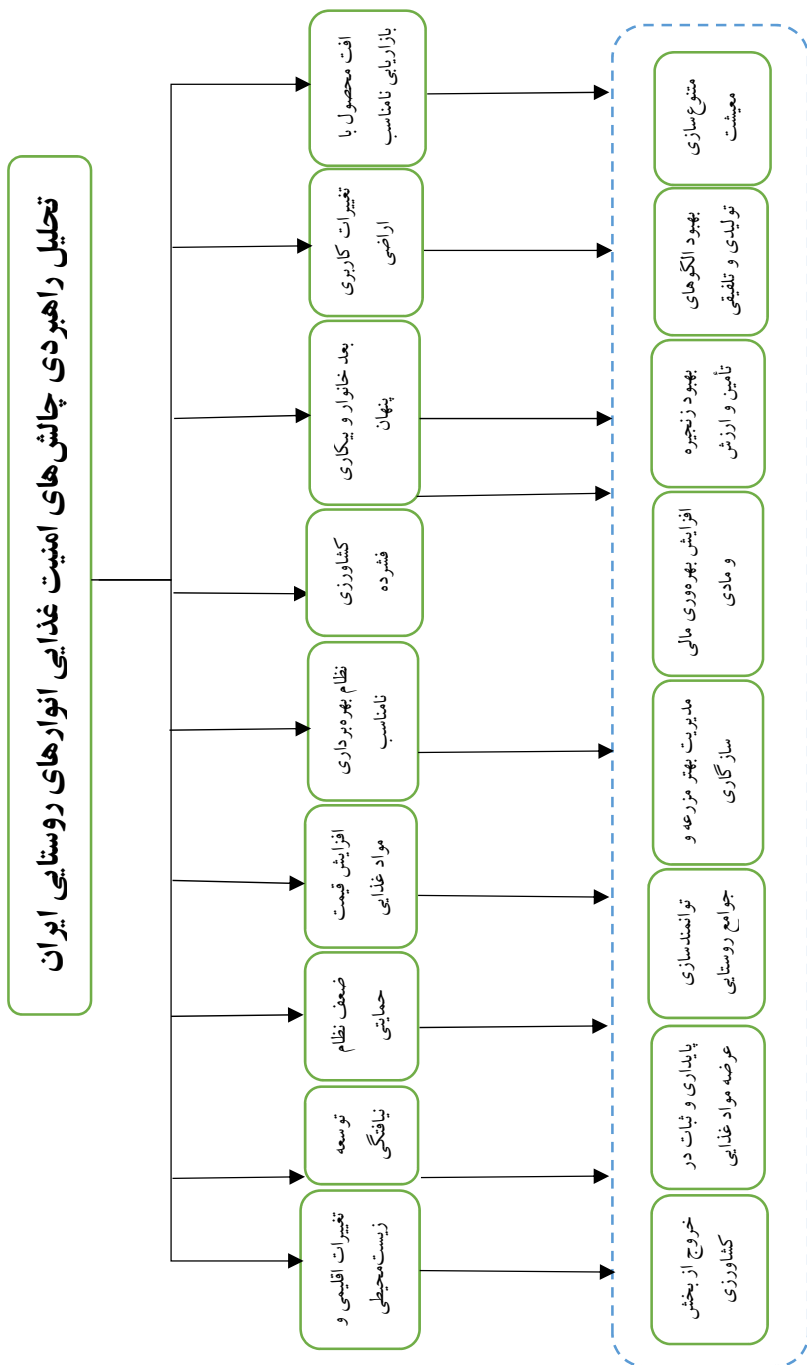 تحلیل راهبردی چالش‌های امنیت غذایی انوارهای روستایی ایران
افت محصول با
بازاریابی نامناسب
تغییرات کاربری
اراضی
بعد خانوار و بیکاری
پنهان
کشاورزی
فشرده
نظام بهره‌برداری
نامناسب
افزایش قیمت
مواد غذایی
ضعف نظام
حمایتی
توسعه
نیافتگی
تغییرات اقلیمی و
زیست‌محیطی
متنوع‌سازی
معیشت
بهبود الگوهای
تولیدی و تلفیقی
بهبود زنجیره
تأمین و ارزش
افزایش بهره‌وری مالی
و مادی
مدیریت بهتر مزرعه و
سازگاری
توانمندسازی
جوامع روستایی
پایداری و ثبات در
عرضه مواد غذایی
خروج از بخش
کشاورزی